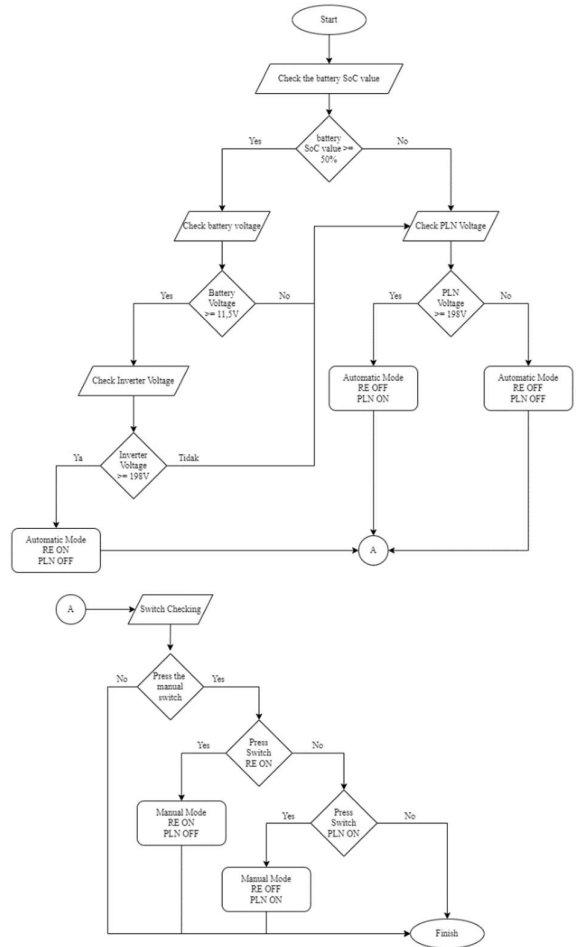 Start
Check the battery SoC value
battery
SoC value >=
50%
Yes
No
Check battery voltage
Check PLN Voltage
Battery
Voltage
>= 11,5V
Yes
No
PLN
Voltage
>= 198V
Yes
No
Check Inverter Voltage
Automatic Mode
RE OFF
PLN ON
Automatic Mode
RE OFF
PLN OFF
Inverter
Voltage
>= 198V
Ya
Tidak
Automatic Mode
RE ON
PLN OFF
A
A
Switch Checking
Press the
manual
switch
No
Yes
Press
Switch
RE ON
Yes
No
Manual Mode
RE ON
PLN OFF
Press
Switch
PLN ON
Yes
No
Manual Mode
RE OFF
PLN ON
Finish